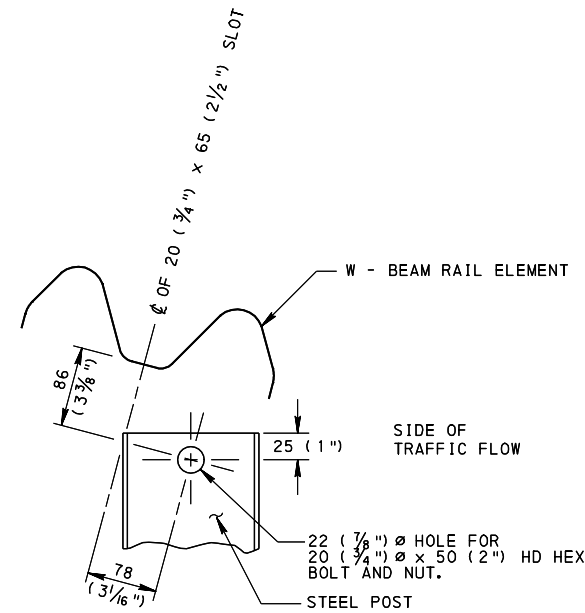 ℄ OF 20 ( 3/4 ") x 65 ( 2 1/2 ") SLOT
W - BEAM RAIL ELEMENT
86
( 3 3/8 ")
25 ( 1 ")
SIDE OF
TRAFFIC FLOW
22 ( 7/8 ") Ø HOLE FOR
20 ( 3/4 ") Ø x 50 ( 2 ") HD HEX
BOLT AND NUT.
78
( 3 1/16 ")
STEEL POST